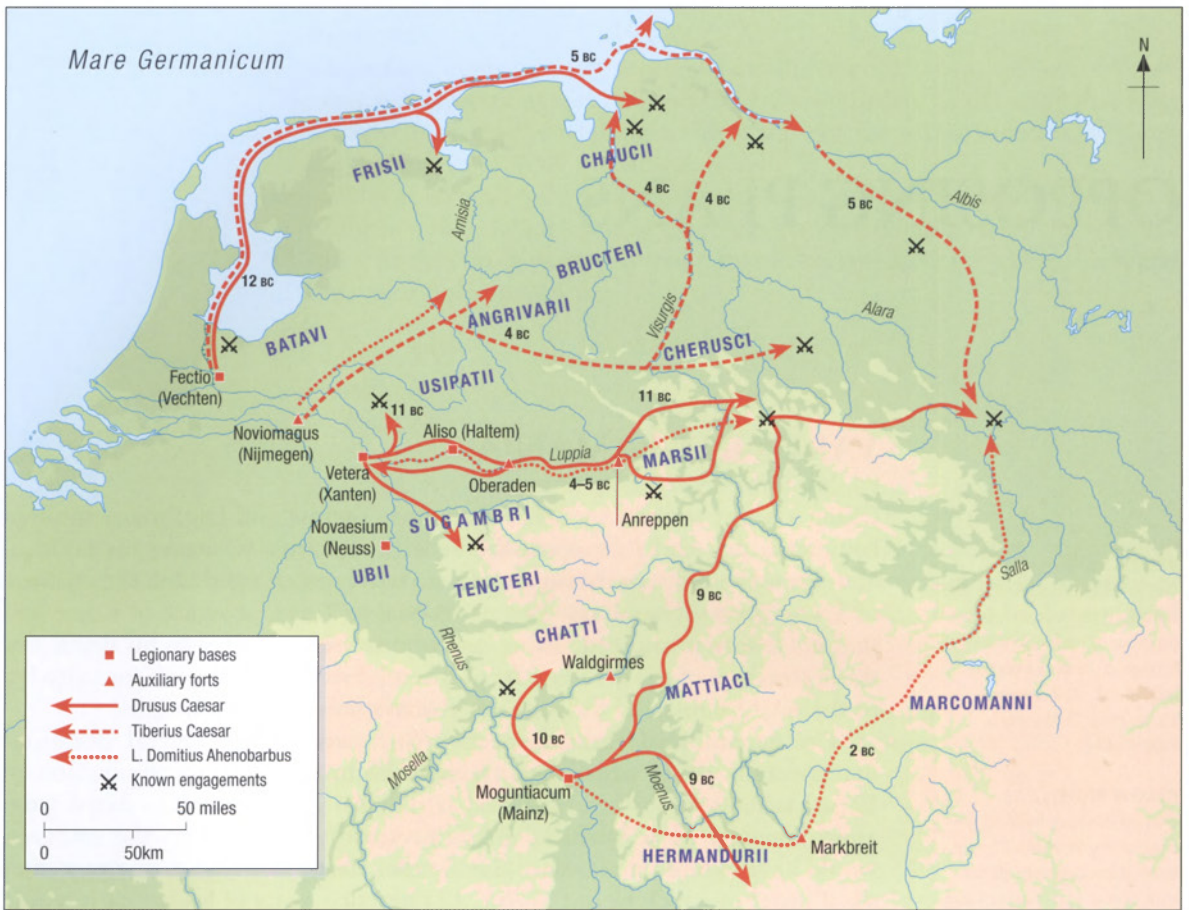 Mare Germanicum
N
5 BC
FRISII
CHAUCII
4 BC
4 BC
5 BC
Albis
Amisia
BRUCTERI
12 BC
ANGRIVARII
4 BC
Visurgis
Alara
BATAVI
CHERUSCI
Fectio
(Vechten)
USIPATII
11 BC
11 BC
Noviomagus
(Nijmegen)
Aliso (Haltem)
Luppia
MARSII
Vetera
(Xanten)
Oberaden
4–5 BC
Anreppen
SUGAMBRI
Novaesium
(Neuss)
UBII
TENCTERI
Salla
9 BC
Rhenus
CHATTI
Waldgirmes
MATTIACI
MARCOMANNI
10 BC
2 BC
Mosella
9 BC
Moenus
Moguntiacum
(Mainz)
Markbreit
HERMANDURII
Legionary bases
Auxiliary forts
Drusus Caesar
Tiberius Caesar
L. Domitius Ahenobarbus
Known engagements
0 50 miles
0 50km